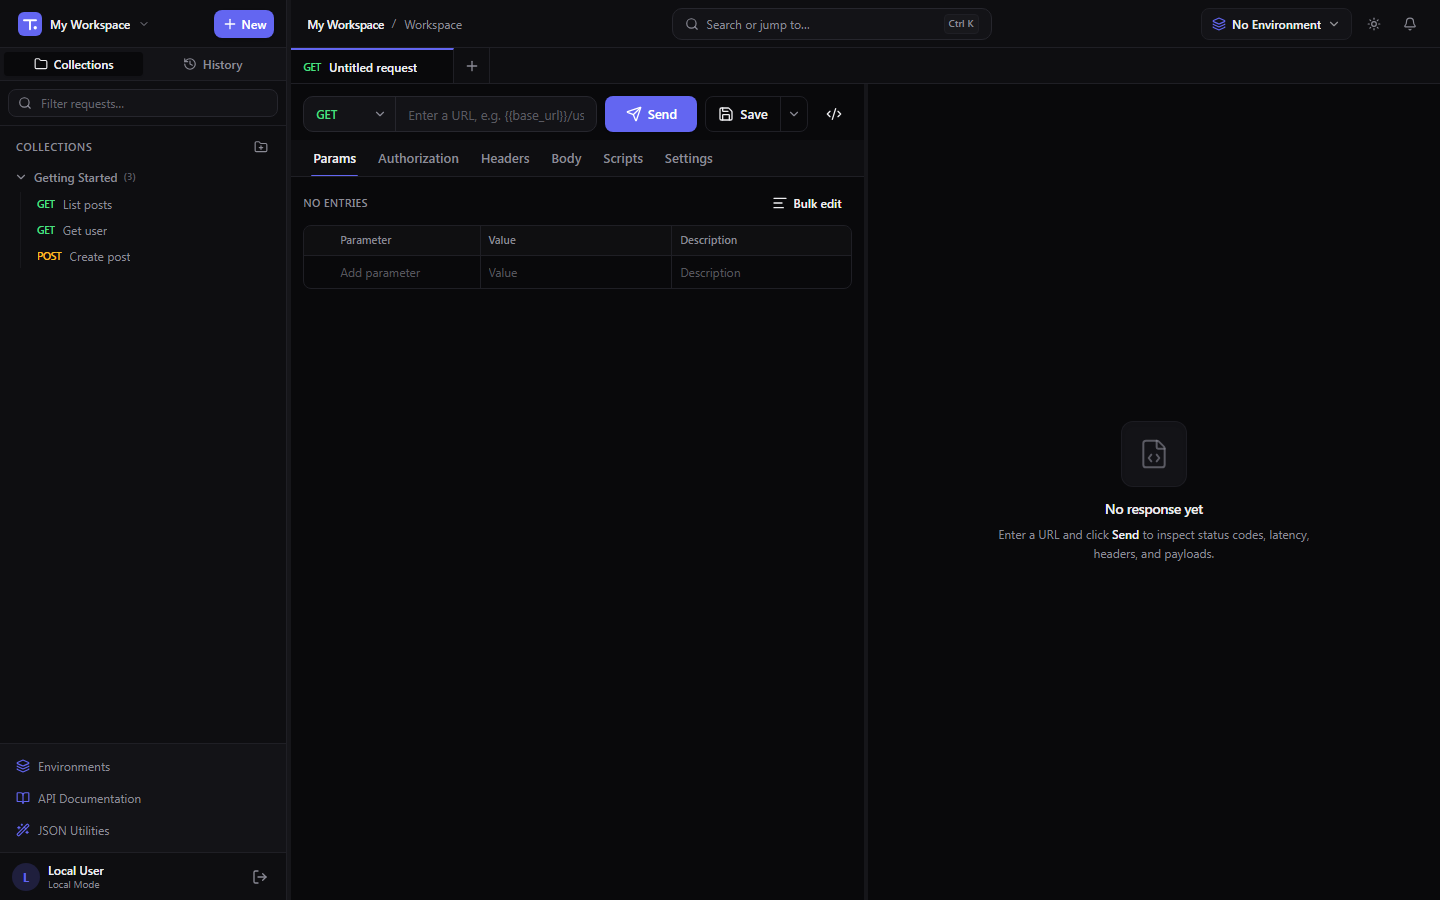 My Workspace
New
My Workspace / Workspace
Search or jump to...
Ctrl K
No Environment
Collections
History
GET Untitled request
Filter requests...
GET
Enter a URL, e.g. {{base_url}}/us
Send
Save
COLLECTIONS
Params
Authorization
Headers
Body
Scripts
Settings
Getting Started (3)
GET List posts
GET Get user
POST Create post
NO ENTRIES
Bulk edit
Parameter
Value
Description
Add parameter
Value
Description
No response yet
Enter a URL and click Send to inspect status codes, latency,
headers, and payloads.
Environments
API Documentation
JSON Utilities
L
Local User
Local Mode